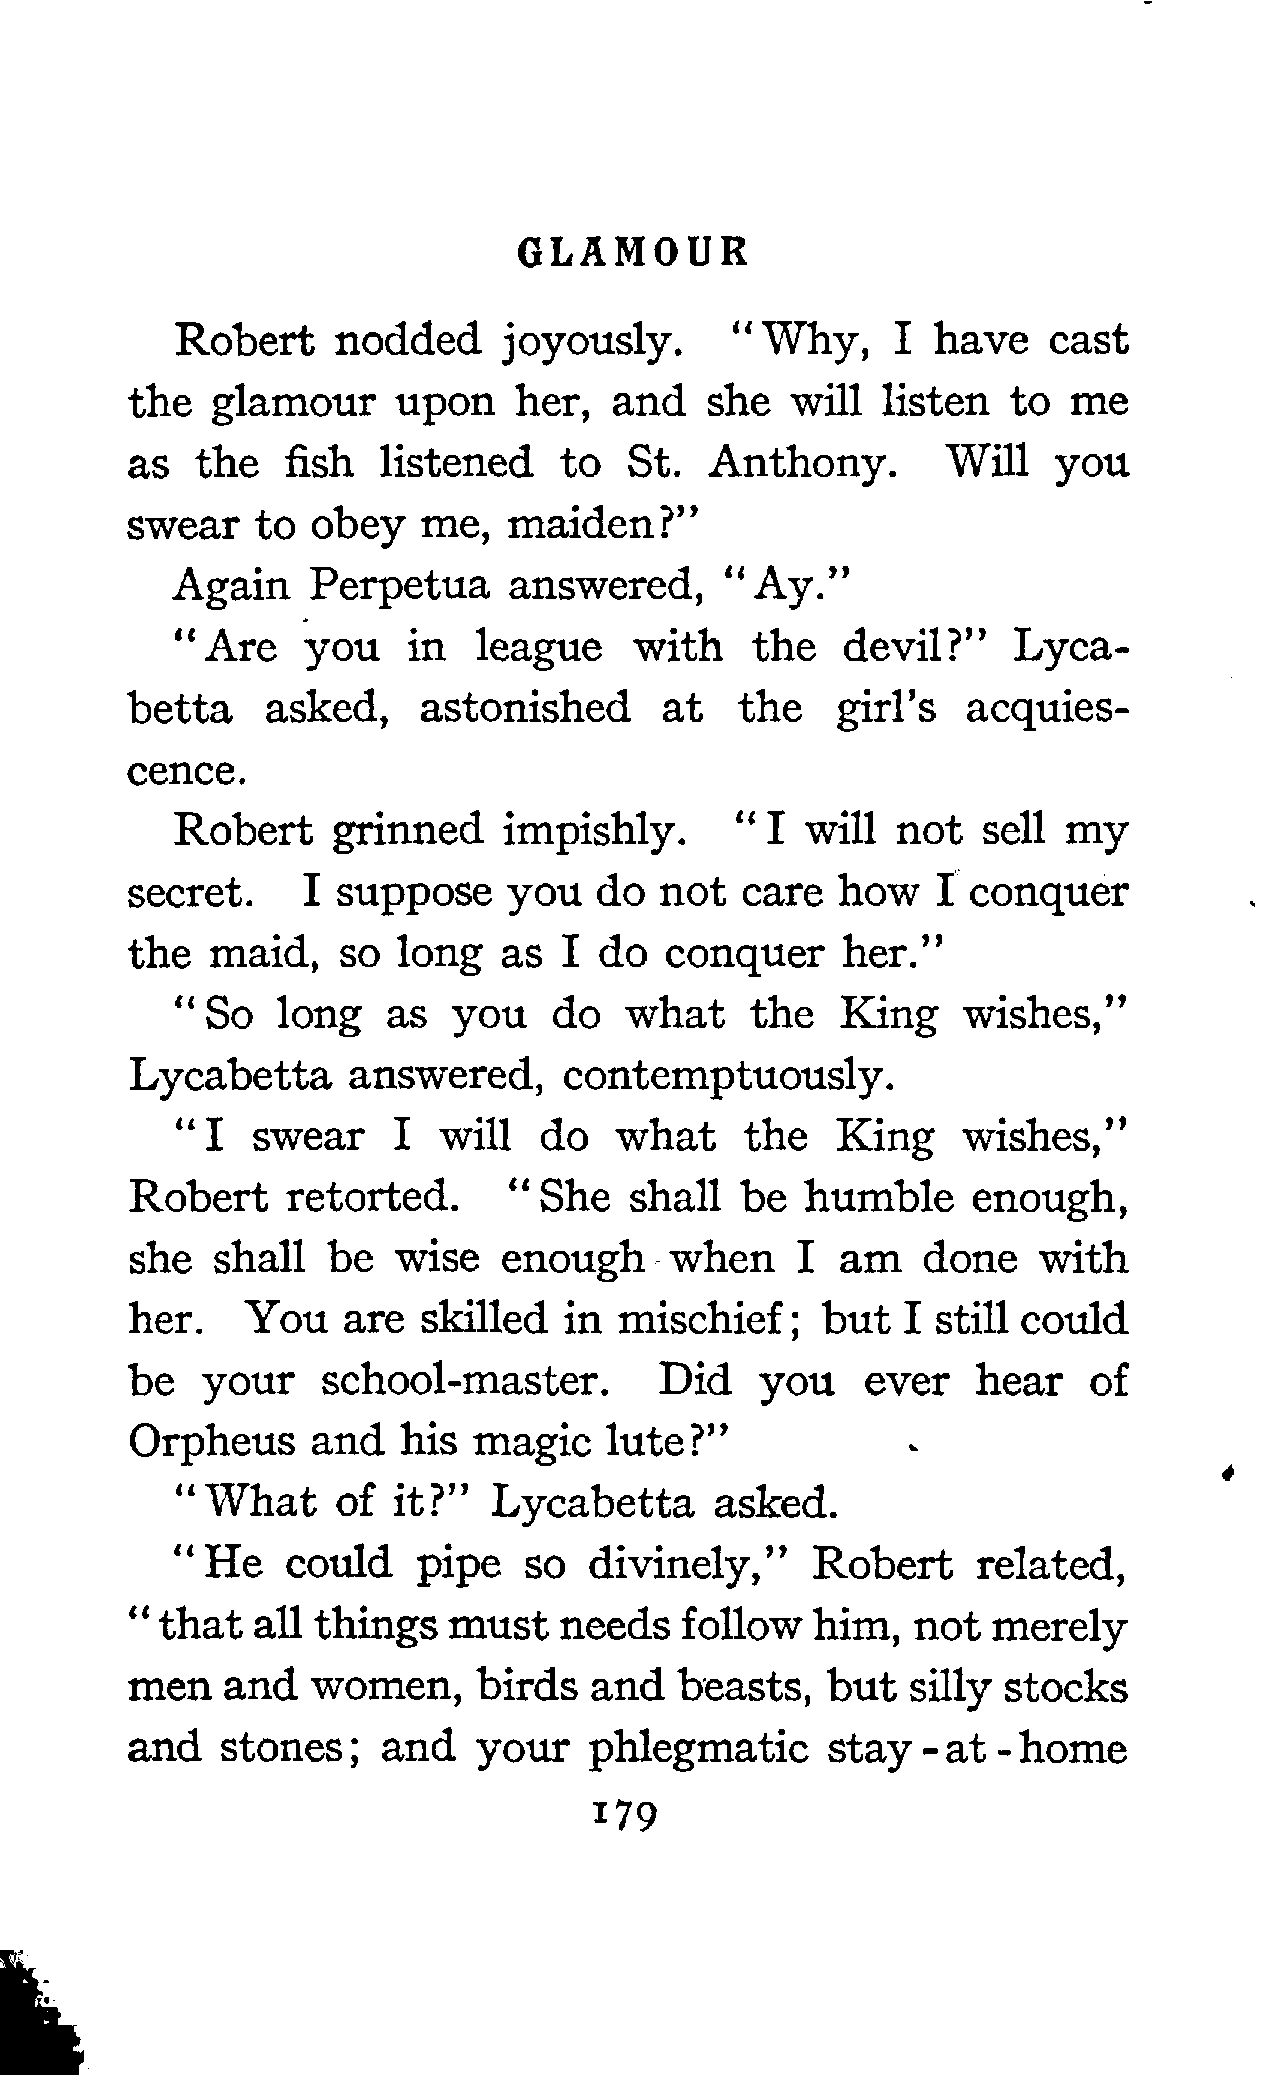 GLAMOUR
Robert nodded joyously. "Why, I have cast
the glamour upon her, and she will listen to me
as the fish listened to St. Anthony. Will you
swear to obey me, maiden?"
Again Perpetua answered, "Ay."
"Are you in league with the devil?" Lyca-
betta asked, astonished at the girl's acquies-
cence.
Robert grinned impishly. "I will not sell my
secret. I suppose you do not care how I conquer
the maid, so long as I do conquer her."
"So long as you do what the King wishes,"
Lycabetta answered, contemptuously.
"I swear I will do what the King wishes,"
Robert retorted. "She shall be humble enough,
she shall be wise enough when I am done with
her. You are skilled in mischief; but I still could
be your school-master. Did you ever hear of
Orpheus and his magic lute?"
"What of it?" Lycabetta asked.
"He could pipe so divinely," Robert related,
"that all things must needs follow him, not merely
men and women, birds and beasts, but silly stocks
and stones; and your phlegmatic stay-at-home
179